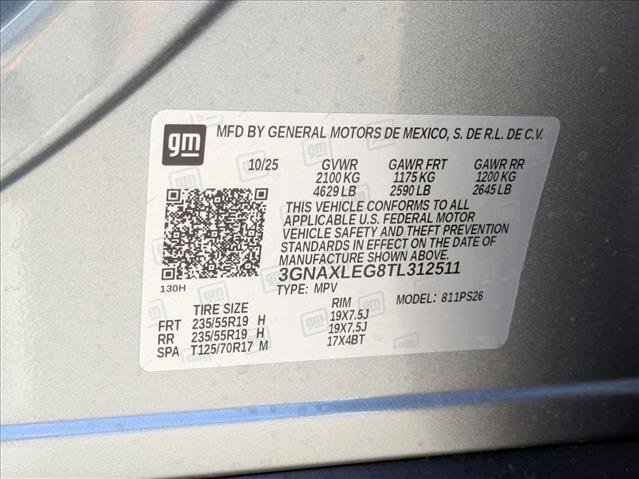 gm
MFD BY GENERAL MOTORS DE MEXICO, S. DE R.L. DE C.V.
10/25 GVWR GAWR FRT GAWR RR
2100 KG 1175 KG 1200 KG
4629 LB 2590 LB 2645 LB
THIS VEHICLE CONFORMS TO ALL
APPLICABLE U.S. FEDERAL MOTOR
VEHICLE SAFETY AND THEFT PREVENTION
STANDARDS IN EFFECT ON THE DATE OF
MANUFACTURE SHOWN ABOVE.
3GNAXLEG8TL312511
130H
TYPE: MPV MODEL: 811PS26
TIRE SIZE RIM
FRT 235/55R19 H 19X7.5J
RR 235/55R19 H 19X7.5J
SPA T125/70R17 M 17X4BT